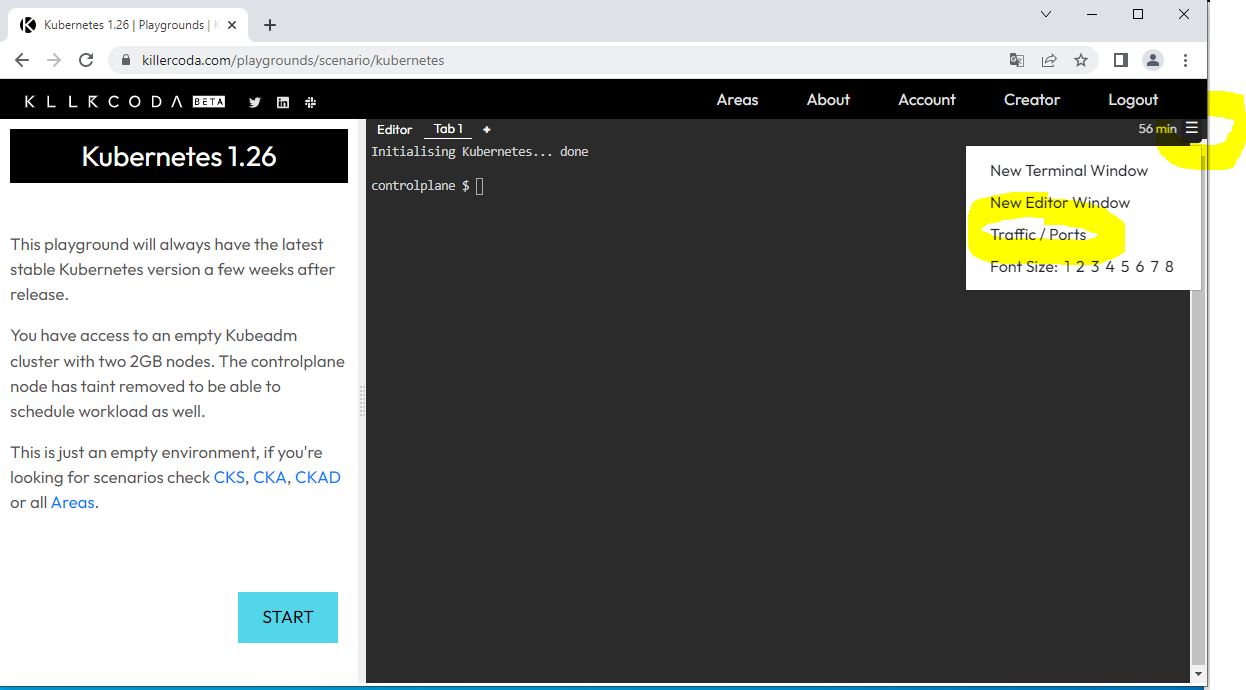 Kubernetes 1.26 | Playgrounds |
killercoda.com/playgrounds/scenario/kubernetes
KLLRCODA BETA
Areas About Account Creator Logout
Kubernetes 1.26
This playground will always have the latest
stable Kubernetes version a few weeks after
release.
You have access to an empty Kubeadm
cluster with two 2GB nodes. The controlplane
node has taint removed to be able to
schedule workload as well.
This is just an empty environment, if you're
looking for scenarios check CKS, CKA, CKAD
or all Areas.
START
Editor Tab 1 +
56 min
Initialising Kubernetes... done
controlplane $
New Terminal Window
New Editor Window
Traffic / Ports
Font Size: 1 2 3 4 5 6 7 8